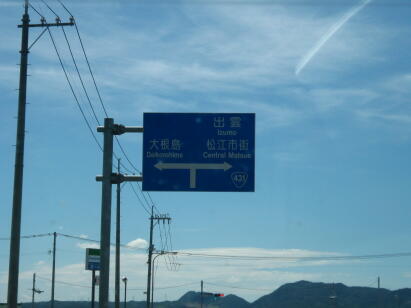 出雲
Izumo
大根島
Daikonshima
松江市街
Central Matsue
431